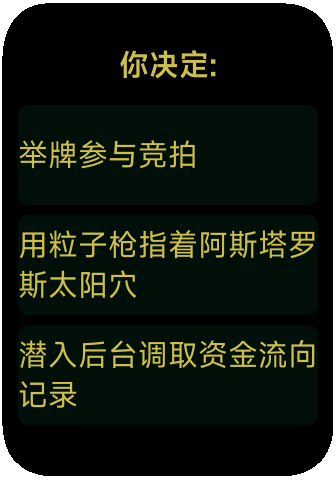 你决定:
举牌参与竞拍
用粒子枪指着阿斯塔罗
斯太阳穴
潜入后台调取资金流向
记录